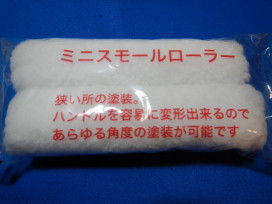 ミニスモールローラー
狭い所の塗装。
ハンドルを容易に変形出来るので
あらゆる角度の塗装が可能です